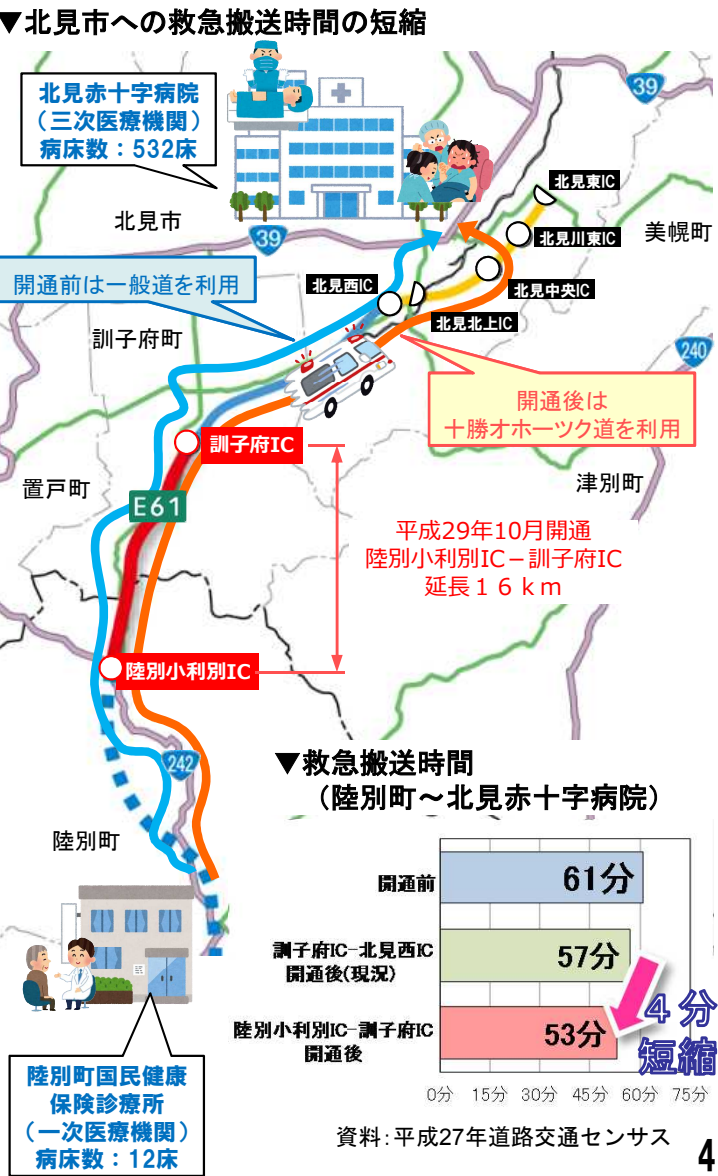 ▼北見市への救急搬送時間の短縮
北見赤十字病院
（三次医療機関）
病床数：532床
39
北見市
39
北見東IC
北見川東IC
美幌町
開通前は一般道を利用
北見西IC
北見中央IC
北見北上IC
訓子府町
240
開通後は
十勝オホーツク道を利用
訓子府IC
置戸町
津別町
E61
平成29年10月開通
陸別小利別IC－訓子府IC
延長１６ｋｍ
陸別小利別IC
242
▼救急搬送時間
（陸別町～北見赤十字病院）
陸別町
開通前
61分
訓子府IC-北見西IC
開通後(現況)
57分
陸別小利別IC-訓子府IC
開通後
53分
４分
短縮
0分 15分 30分 45分 60分 75分
陸別町国民健康
保険診療所
（一次医療機関）
病床数：12床
資料：平成27年道路交通センサス
4